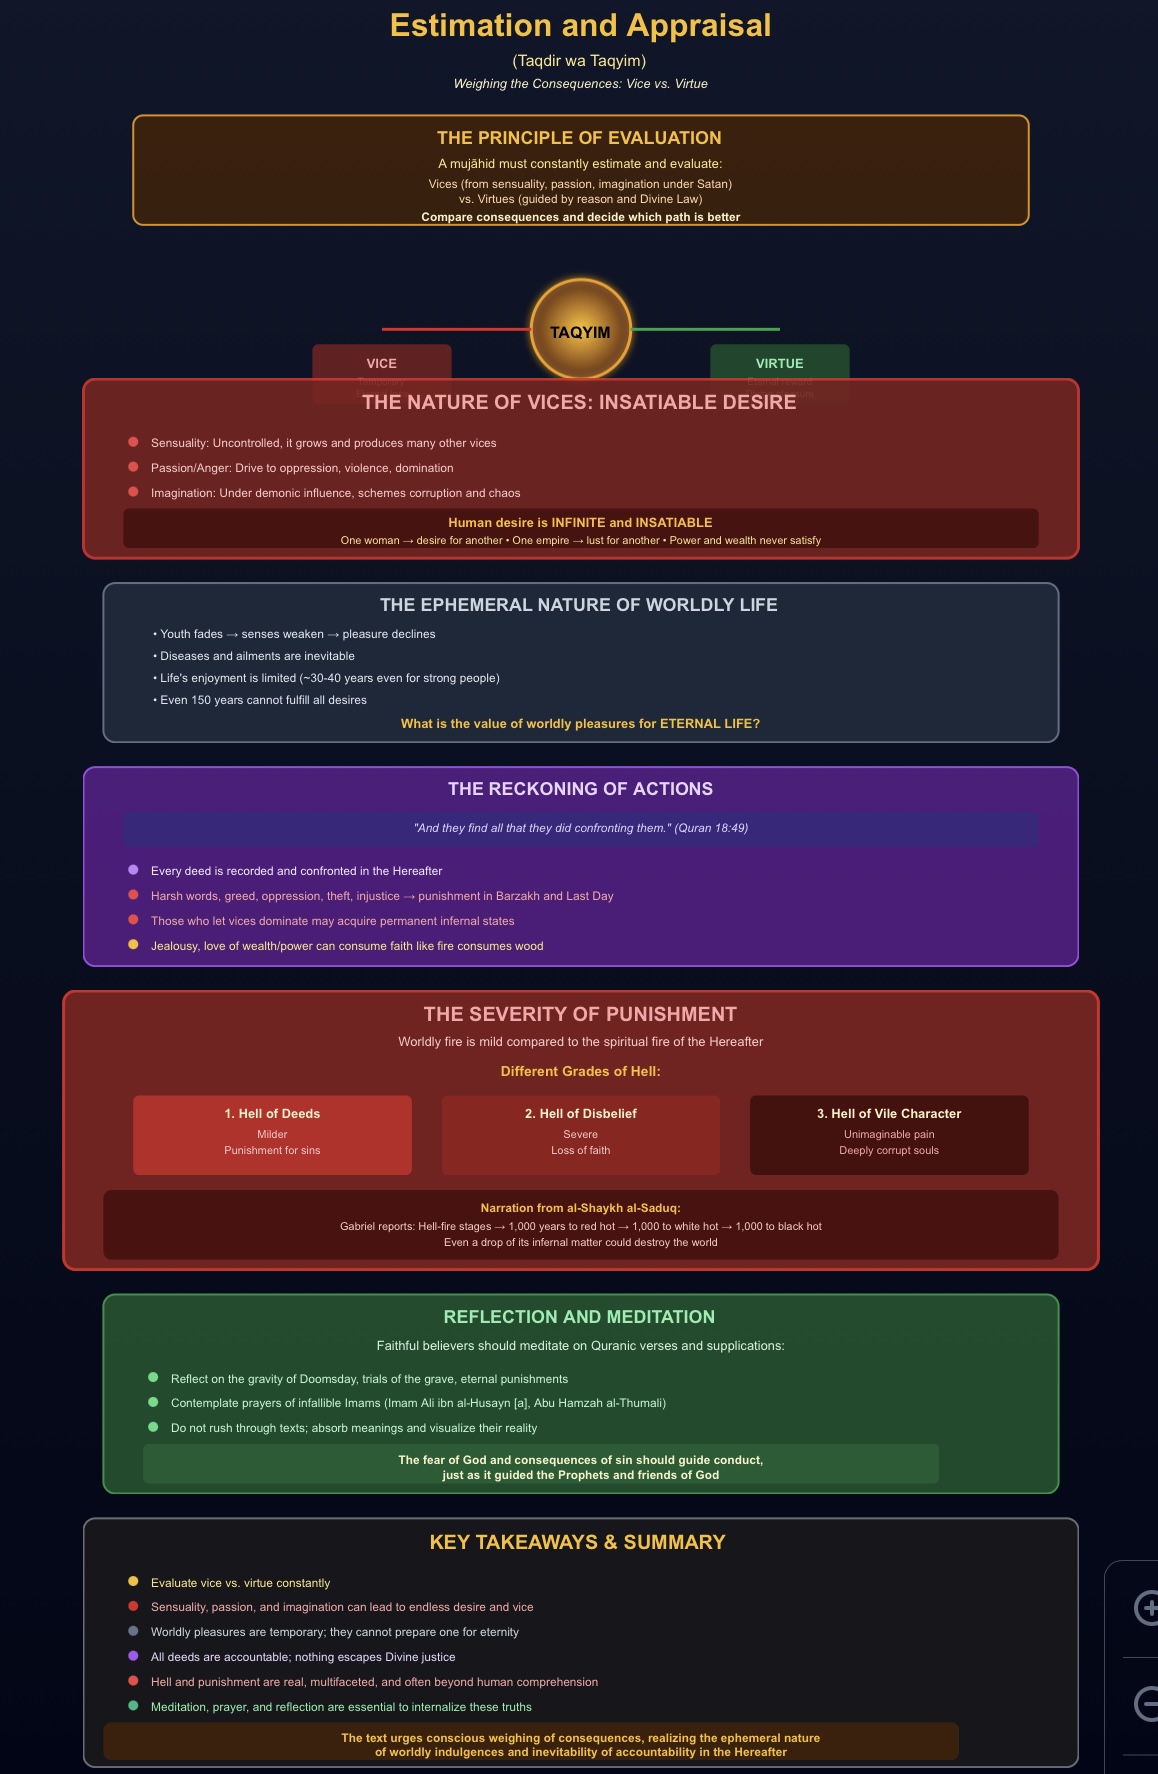 Estimation and Appraisal
(Taqdir wa Taqyim)
Weighing the Consequences: Vice vs. Virtue
THE PRINCIPLE OF EVALUATION
A mujāhid must constantly estimate and evaluate:
Vices (from sensuality, passion, imagination under Satan)
vs. Virtues (guided by reason and Divine Law)
Compare consequences and decide which path is better
TAQYIM
VICE
VIRTUE
Temporary
Eternal reward
THE NATURE OF VICES: INSATIABLE DESIRE
Sensuality: Uncontrolled, it grows and produces many other vices
Passion/Anger: Drive to oppression, violence, domination
Imagination: Under demonic influence, schemes corruption and chaos
Human desire is INFINITE and INSATIABLE
One woman → desire for another • One empire → lust for another • Power and wealth never satisfy
THE EPHEMERAL NATURE OF WORLDLY LIFE
• Youth fades → senses weaken → pleasure declines
• Diseases and ailments are inevitable
• Life's enjoyment is limited (~30-40 years even for strong people)
• Even 150 years cannot fulfill all desires
What is the value of worldly pleasures for ETERNAL LIFE?
THE RECKONING OF ACTIONS
"And they find all that they did confronting them." (Quran 18:49)
Every deed is recorded and confronted in the Hereafter
Harsh words, greed, oppression, theft, injustice → punishment in Barzakh and Last Day
Those who let vices dominate may acquire permanent infernal states
Jealousy, love of wealth/power can consume faith like fire consumes wood
THE SEVERITY OF PUNISHMENT
Worldly fire is mild compared to the spiritual fire of the Hereafter
Different Grades of Hell:
1. Hell of Deeds
Milder
Punishment for sins
2. Hell of Disbelief
Severe
Loss of faith
3. Hell of Vile Character
Unimaginable pain
Deeply corrupt souls
Narration from al-Shaykh al-Saduq:
Gabriel reports: Hell-fire stages → 1,000 years to red hot → 1,000 to white hot → 1,000 to black hot
Even a drop of its infernal matter could destroy the world
REFLECTION AND MEDITATION
Faithful believers should meditate on Quranic verses and supplications:
Reflect on the gravity of Doomsday, trials of the grave, eternal punishments
Contemplate prayers of infallible Imams (Imam Ali ibn al-Husayn [a], Abu Hamzah al-Thumali)
Do not rush through texts; absorb meanings and visualize their reality
The fear of God and consequences of sin should guide conduct,
just as it guided the Prophets and friends of God
KEY TAKEAWAYS & SUMMARY
Evaluate vice vs. virtue constantly
Sensuality, passion, and imagination can lead to endless desire and vice
Worldly pleasures are temporary; they cannot prepare one for eternity
All deeds are accountable; nothing escapes Divine justice
Hell and punishment are real, multifaceted, and often beyond human comprehension
Meditation, prayer, and reflection are essential to internalize these truths
The text urges conscious weighing of consequences, realizing the ephemeral nature
of worldly indulgences and inevitability of accountability in the Hereafter